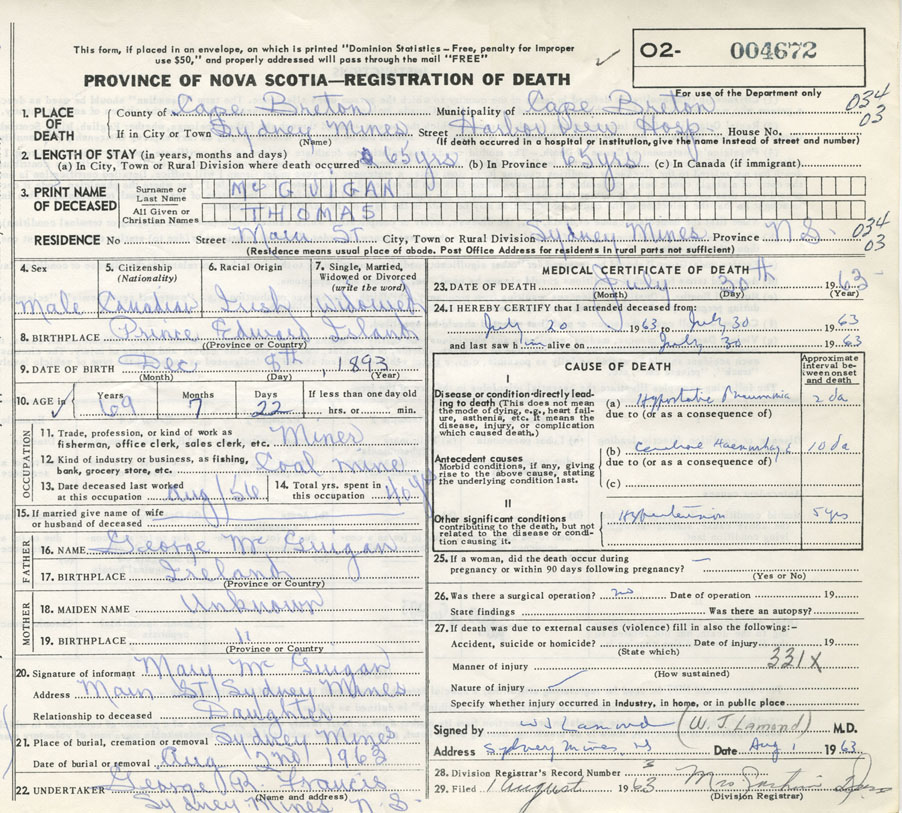 This form, if placed in an envelope, on which is printed "Dominion Statistics – Free, penalty for improper
use $50," and properly addressed will pass through the mail "FREE"
✓
O2- 004672
PROVINCE OF NOVA SCOTIA—REGISTRATION OF DEATH
For use of the Department only
1. PLACE OF DEATH
County of Cape Breton Municipality of Cape Breton 034
03
If in City or Town Sydney Mines Street Harbor View Hosp. House No.
(Name) (If death occurred in a hospital or institution, give the name instead of street and number)
2. LENGTH OF STAY (in years, months and days)
(a) In City, Town or Rural Division where death occurred 65 yrs (b) In Province 65 yrs (c) In Canada (if immigrant)
3. PRINT NAME OF DECEASED
Surname or Last Name McGUIGAN
All Given or Christian Names THOMAS
RESIDENCE No Street Main St City, Town or Rural Division Sydney Mines Province N.S. 034
03
(Residence means usual place of abode. Post Office Address for residents in rural parts not sufficient)
4. Sex
Male
5. Citizenship (Nationality)
Canadian
6. Racial Origin
Irish
7. Single, Married, Widowed or Divorced (write the word)
Widowed
8. BIRTHPLACE Prince Edward Island
(Province or Country)
9. DATE OF BIRTH Dec 8th, 1893
(Month) (Day) (Year)
10. AGE in Years Months Days If less than one day old
✓ 69 7 22 hrs. or min.
OCCUPATION
11. Trade, profession, or kind of work as
fisherman, office clerk, sales clerk, etc. Miner
12. Kind of industry or business, as fishing,
bank, grocery store, etc. Coal mine
13. Date deceased last worked
at this occupation Aug/56
14. Total yrs. spent in
this occupation 40 yrs
15. If married give name of wife
or husband of deceased
FATHER
16. NAME George McGuigan
17. BIRTHPLACE Ireland
(Province or Country)
MOTHER
18. MAIDEN NAME Unknown
19. BIRTHPLACE "
(Province or Country)
20. Signature of informant Mary McGuigan
Address Main St, Sydney Mines
Relationship to deceased Daughter
21. Place of burial, cremation or removal Sydney Mines
Date of burial or removal Aug 2nd 1963
22. UNDERTAKER George R Francis
(Name and address)
Sydney Mines N.S.
MEDICAL CERTIFICATE OF DEATH
23. DATE OF DEATH July 30th 1963
(Month) (Day) (Year)
24. I HEREBY CERTIFY that I attended deceased from:
July 20 1963 to July 30 1963
and last saw him alive on July 30 1963
CAUSE OF DEATH
Approximate interval between onset and death
I
Disease or condition directly leading to death (This does not mean
the mode of dying, e.g., heart failure, asthenia, etc. It means the
disease, injury, or complication
which caused death.)
(a) Hypostatic Pneumonia 2 da
due to (or as a consequence of)
Antecedent causes
Morbid conditions, if any, giving
rise to the above cause, stating
the underlying condition last.
(b) Cerebral Haemorrhage 10 da
due to (or as a consequence of)
(c)
II
Other significant conditions
contributing to the death, but not
related to the disease or condition causing it.
Hypertension 5 yrs
25. If a woman, did the death occur during
pregnancy or within 90 days following pregnancy? —
(Yes or No)
26. Was there a surgical operation? no Date of operation 19
State findings Was there an autopsy?
27. If death was due to external causes (violence) fill in also the following:-
Accident, suicide or homicide? Date of injury 19
(State which)
331X
Manner of injury
(How sustained)
Nature of injury
Specify whether injury occurred in industry, in home, or in public place
Signed by W J Lamond (W. J. Lamond) M.D.
Address Sydney Mines NS Date Aug 1 1963
28. Division Registrar's Record Number
29. Filed 1 August 1963 Mrs
(Division Registrar)